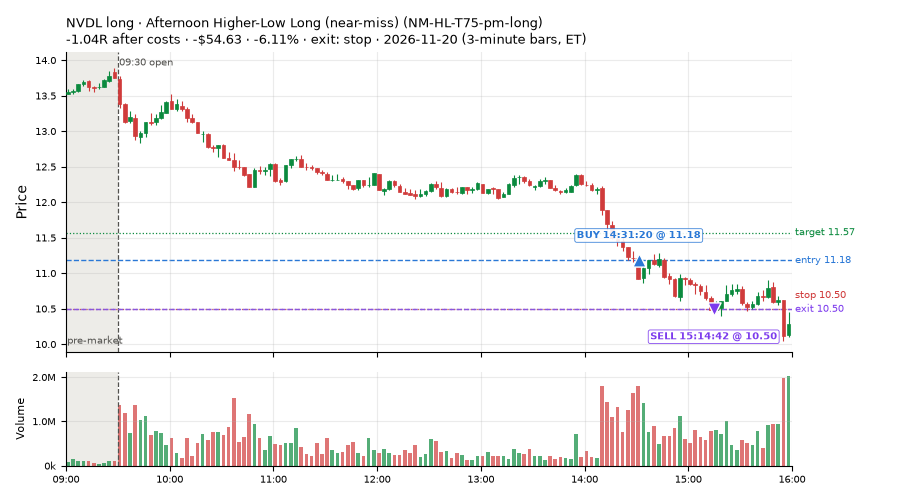 NVDL long · Afternoon Higher-Low Long (near-miss) (NM-HL-T75-pm-long)
-1.04R after costs · -$54.63 · -6.11% · exit: stop · 2026-11-20 (3-minute bars, ET)
14.0
09:30 open
13.5
13.0
12.5
12.0
Price
11.5
target 11.57
BUY 14:31:20 @ 11.18
entry 11.18
11.0
stop 10.50
10.5
exit 10.50
SELL 15:14:42 @ 10.50
pre-market
10.0
2.0M
Volume
1.0M
0k
09:00 10:00 11:00 12:00 13:00 14:00 15:00 16:00